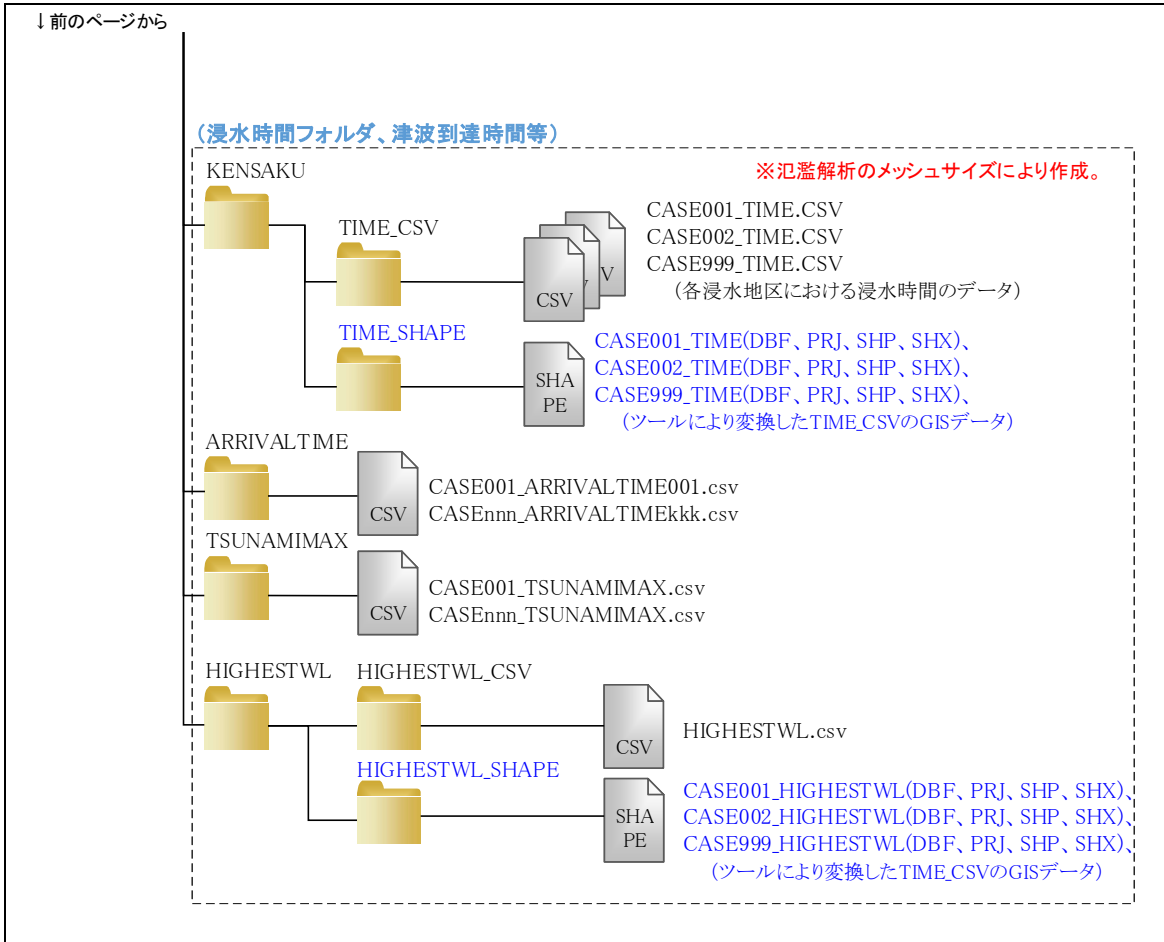 ↓前のページから
(浸水時間フォルダ、津波到達時間等)
KENSAKU
※氾濫解析のメッシュサイズにより作成。
TIME_CSV
CSV
V
CASE001_TIME.CSV
CASE002_TIME.CSV
CASE999_TIME.CSV
(各浸水地区における浸水時間のデータ)
TIME_SHAPE
SHA
PE
CASE001_TIME(DBF、PRJ、SHP、SHX)、
CASE002_TIME(DBF、PRJ、SHP、SHX)、
CASE999_TIME(DBF、PRJ、SHP、SHX)、
(ツールにより変換したTIME_CSVのGISデータ)
ARRIVALTIME
CSV
CASE001_ARRIVALTIME001.csv
CASEnnn_ARRIVALTIMEkkk.csv
TSUNAMIMAX
CSV
CASE001_TSUNAMIMAX.csv
CASEnnn_TSUNAMIMAX.csv
HIGHESTWL
HIGHESTWL_CSV
CSV
HIGHESTWL.csv
HIGHESTWL_SHAPE
SHA
PE
CASE001_HIGHESTWL(DBF、PRJ、SHP、SHX)、
CASE002_HIGHESTWL(DBF、PRJ、SHP、SHX)、
CASE999_HIGHESTWL(DBF、PRJ、SHP、SHX)、
(ツールにより変換したTIME_CSVのGISデータ)